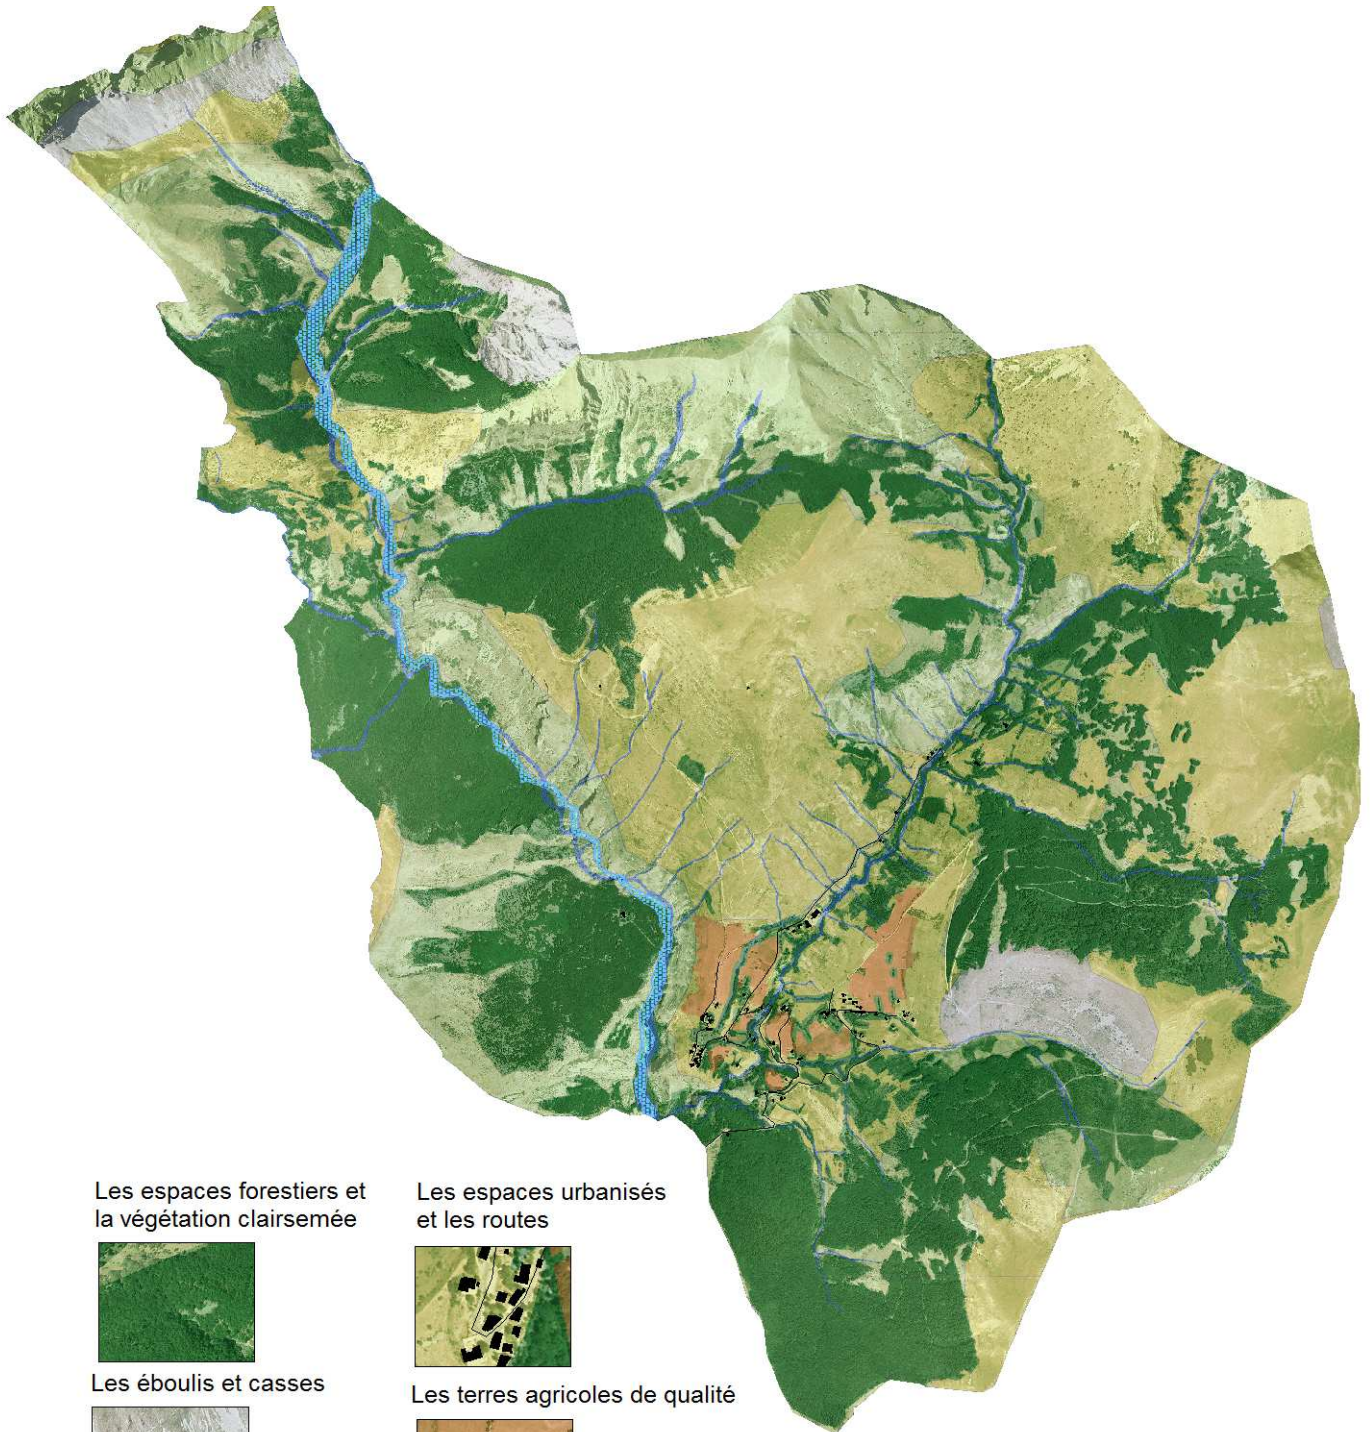 Les espaces forestiers et
la végétation clairsemée
Les espaces urbanisés
et les routes
Les éboulis et casses
Les terres agricoles de qualité